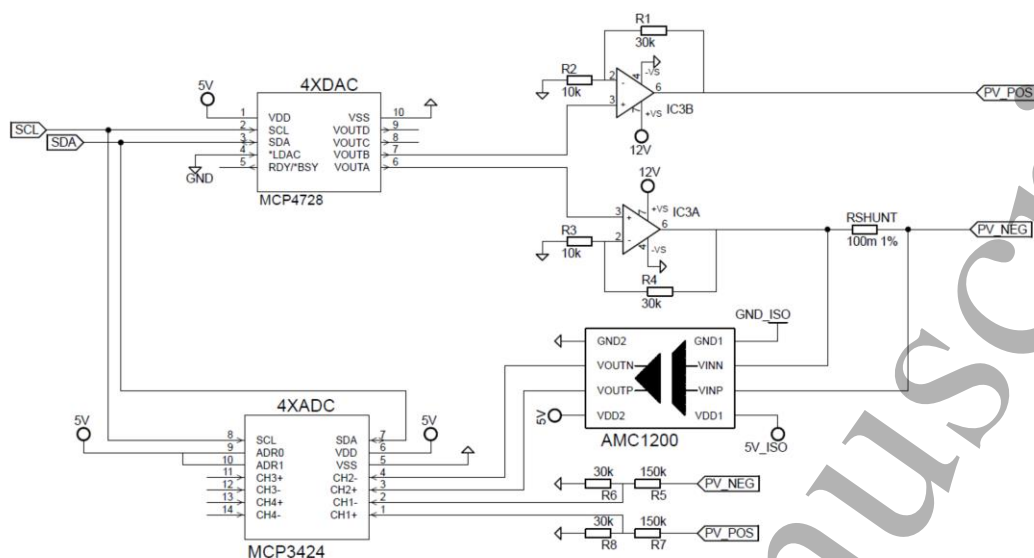 R1
30k
R2
10k
2 - 4 -VS
6
3 + 7 +VS
IC3B
12V
PV_POS
4XDAC
5V
SCL
SDA
GND
1 VDD VSS 10
2 SCL VOUTD 9
3 SDA VOUTC 8
4 *LDAC VOUTB 7
5 RDY/*BSY VOUTA 6
MCP4728
12V
3 + 7 +VS IC3A
6
2 - 4 -VS
R3
10k
R4
30k
RSHUNT
100m 1%
PV_NEG
GND_ISO
GND2 GND1
VOUTN VINN
VOUTP VINP
VDD2 VDD1
5V
AMC1200
5V_ISO
4XADC
5V
5V
8 SCL SDA 7
9 ADR0 VDD 6
10 ADR1 VSS 5
11 CH3+ CH2- 4
12 CH3- CH2+ 3
13 CH4+ CH1- 2
14 CH4- CH1+ 1
MCP3424
30k 150k
R6 R5
PV_NEG
30k 150k
R8 R7
PV_POS
nusc